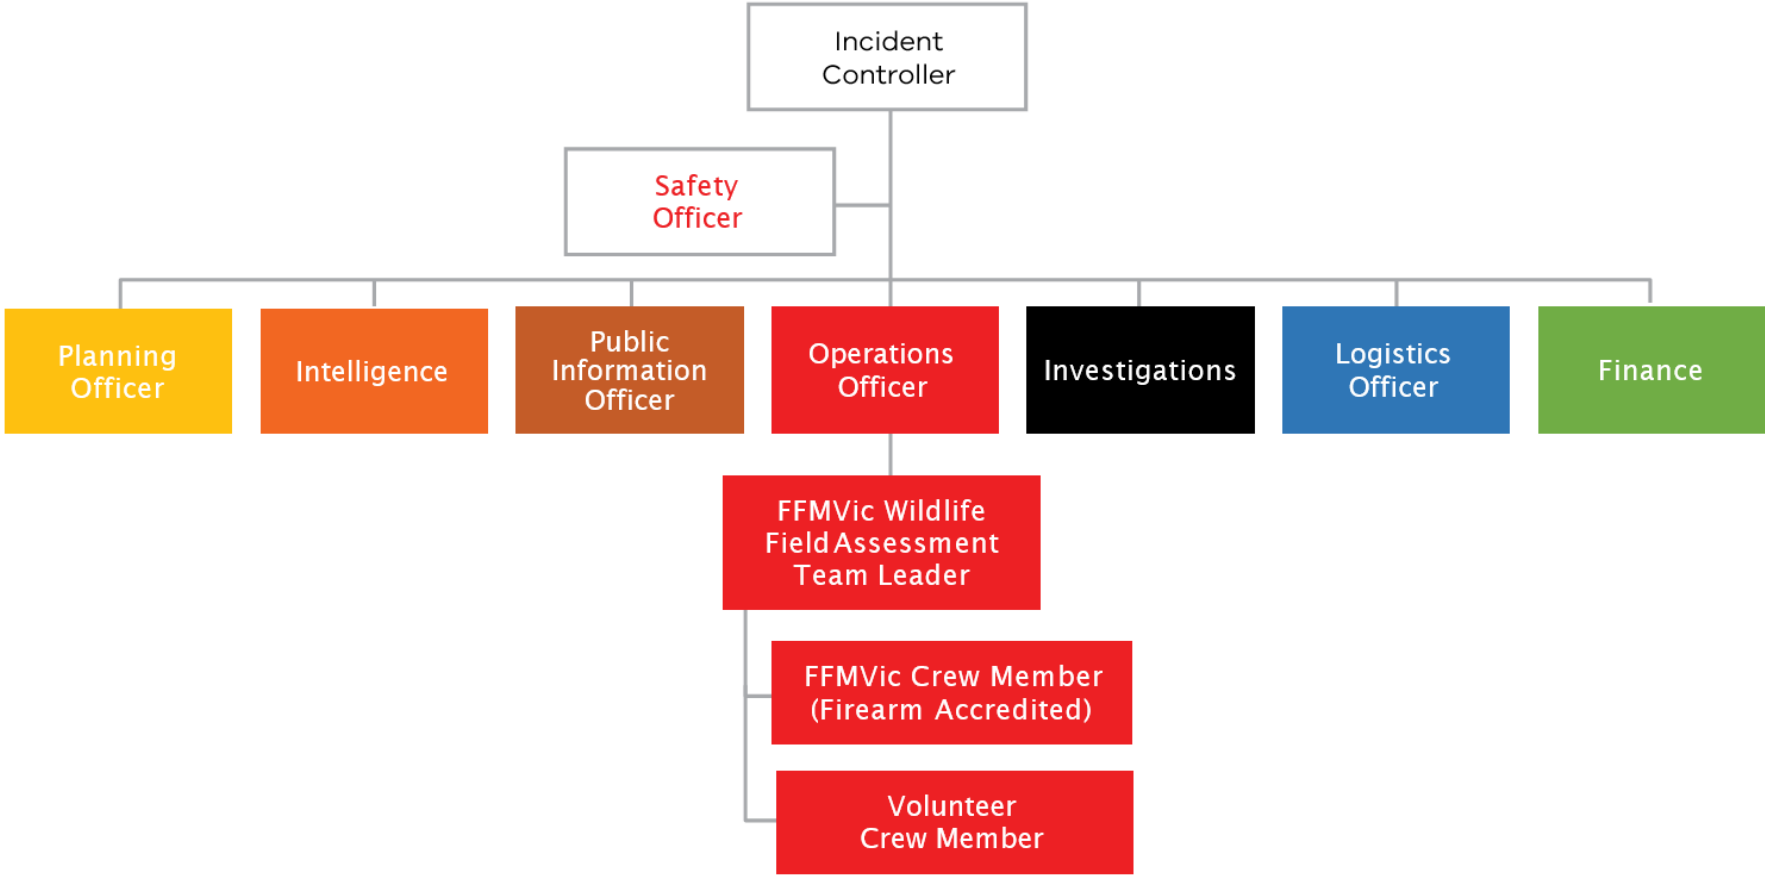 Incident
Controller
Safety
Officer
Planning
Officer
Intelligence
Public
Information
Officer
Operations
Officer
Investigations
Logistics
Officer
Finance
FFMVic Wildlife
Field Assessment
Team Leader
FFMVic Crew Member
(Firearm Accredited)
Volunteer
Crew Member